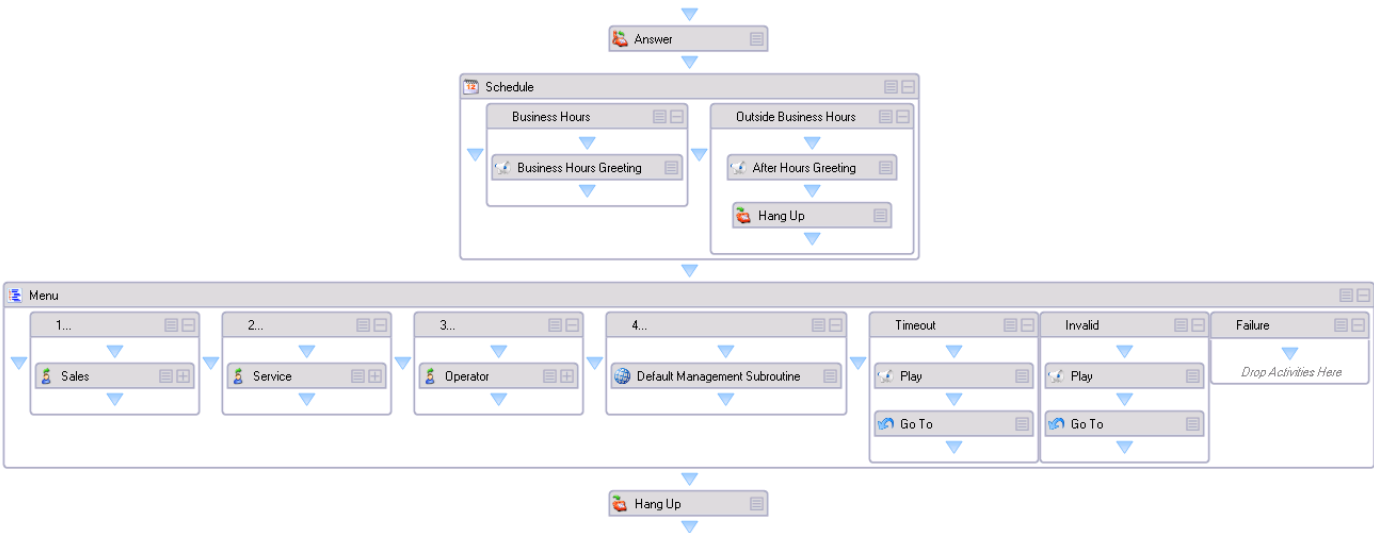 Answer
Schedule
Business Hours
Outside Business Hours
Business Hours Greeting
After Hours Greeting
Hang Up
Menu
1...
2...
3...
4...
Timeout
Invalid
Failure
Sales
Service
Operator
Default Management Subroutine
Play
Play
Drop Activities Here
Go To
Go To
Hang Up